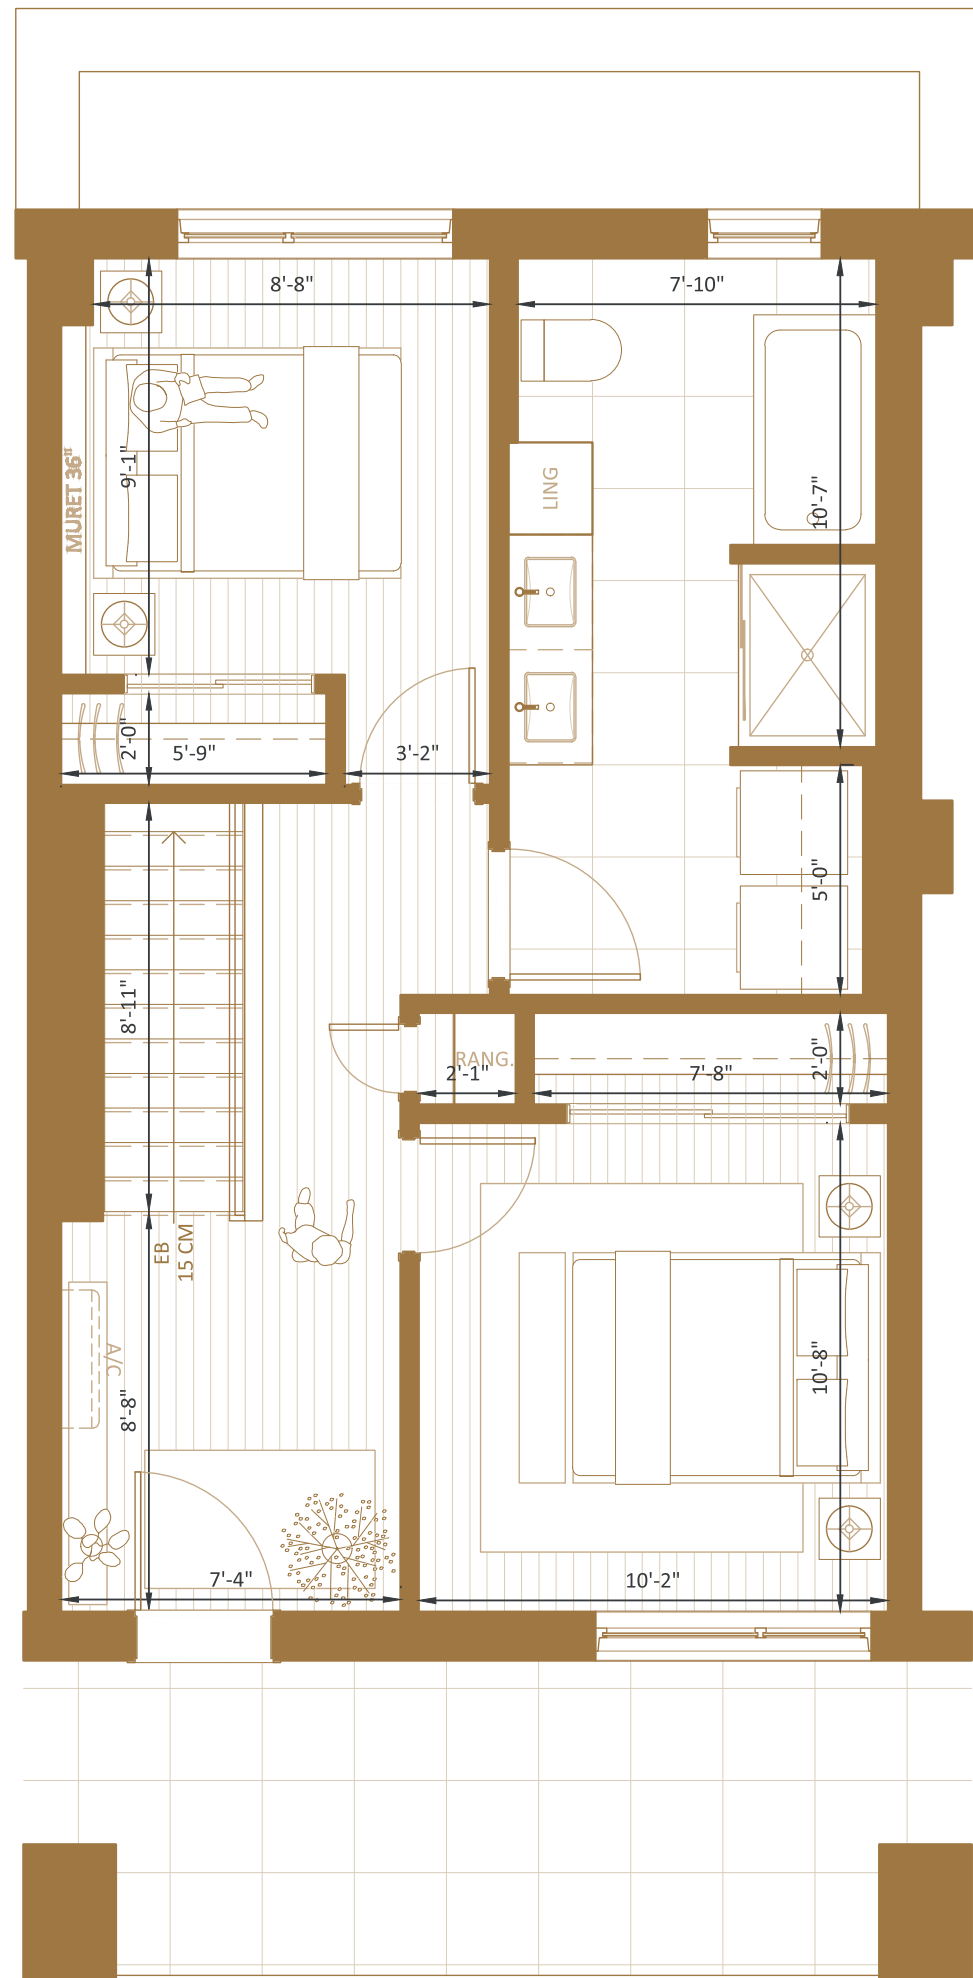 8'-8"
7'-10"
9'-1"
MURET 36"
LING
10'-7"
2'-0"
5'-9"
3'-2"
5'-0"
8'-11"
RANG.
2'-1"
7'-8"
2'-0"
EB
15 CM
A/C
8'-8"
10'-8"
7'-4"
10'-2"